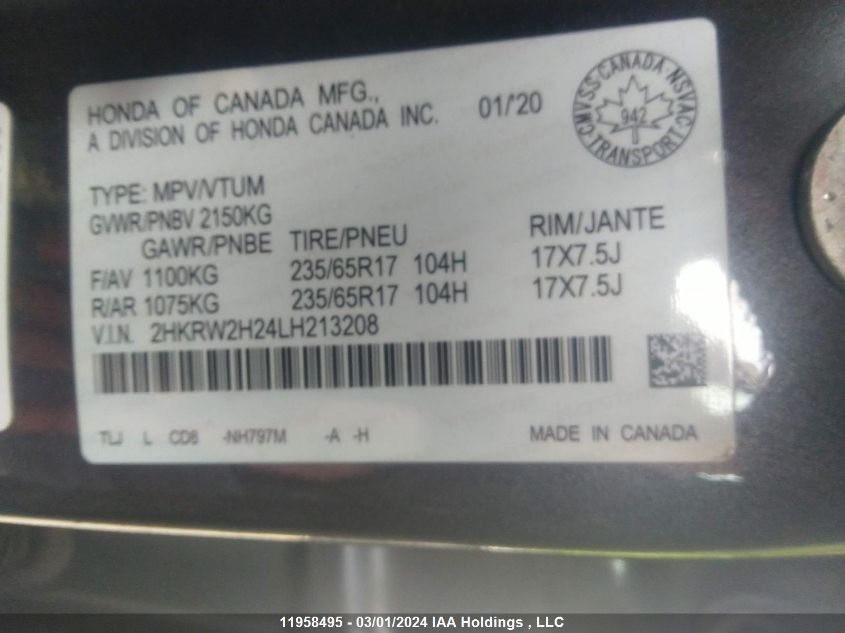 HONDA OF CANADA MFG.,
A DIVISION OF HONDA CANADA INC. 01/'20
CMVSS CANADA NSVAC TRANSPORT 942
TYPE: MPV/VTUM
GVWR/PNBV 2150KG
GAWR/PNBE TIRE/PNEU RIM/JANTE
F/AV 1100KG 235/65R17 104H 17X7.5J
R/AR 1075KG 235/65R17 104H 17X7.5J
V.I.N. 2HKRW2H24LH213208
TLJ L CD6 -NH797M -A -H MADE IN CANADA
11958495 - 03/01/2024 IAA Holdings , LLC